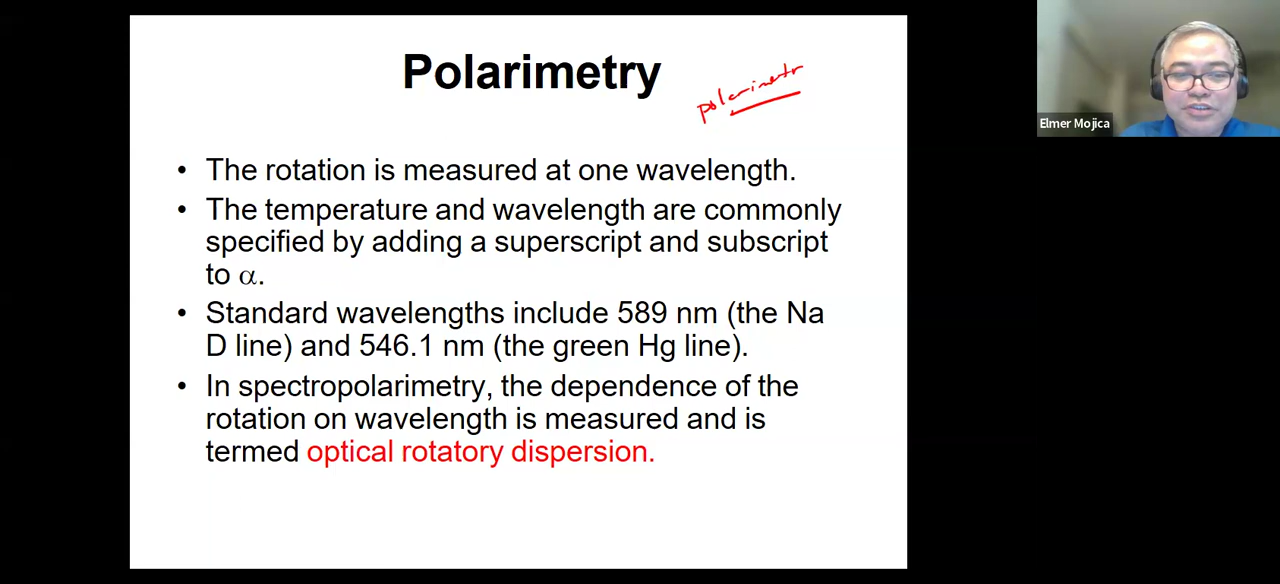 Polarimetry
polarimetr
• The rotation is measured at one wavelength.
• The temperature and wavelength are commonly
specified by adding a superscript and subscript
to α.
• Standard wavelengths include 589 nm (the Na
D line) and 546.1 nm (the green Hg line).
• In spectropolarimetry, the dependence of the
rotation on wavelength is measured and is
termed optical rotatory dispersion.
Elmer Mojica